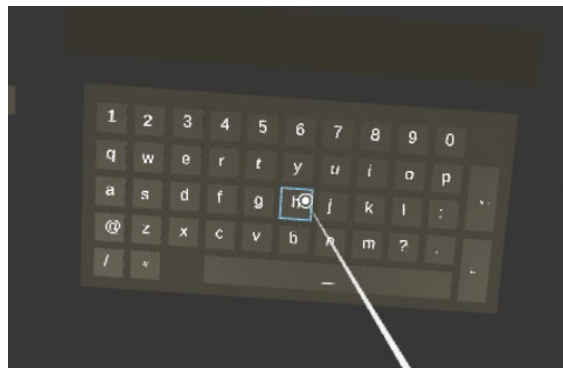 1 2 3 4 5 6 7 8 9 0
q w e r t y u i o p
a s d f g h j k l :
@ z x c v b n m ? .
/ " _